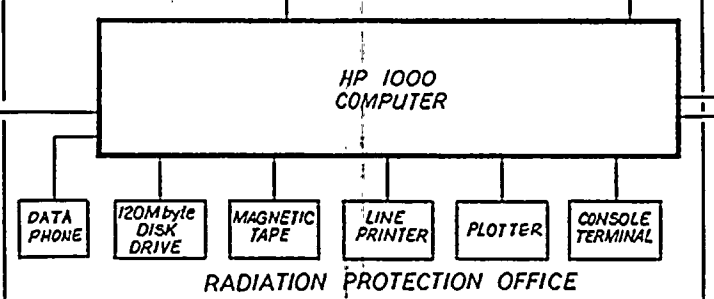 HP 1000
COMPUTER
DATA
PHONE
120Mbyte
DISK
DRIVE
MAGNETIC
TAPE
LINE
PRINTER
PLOTTER
CONSOLE
TERMINAL
RADIATION PROTECTION OFFICE